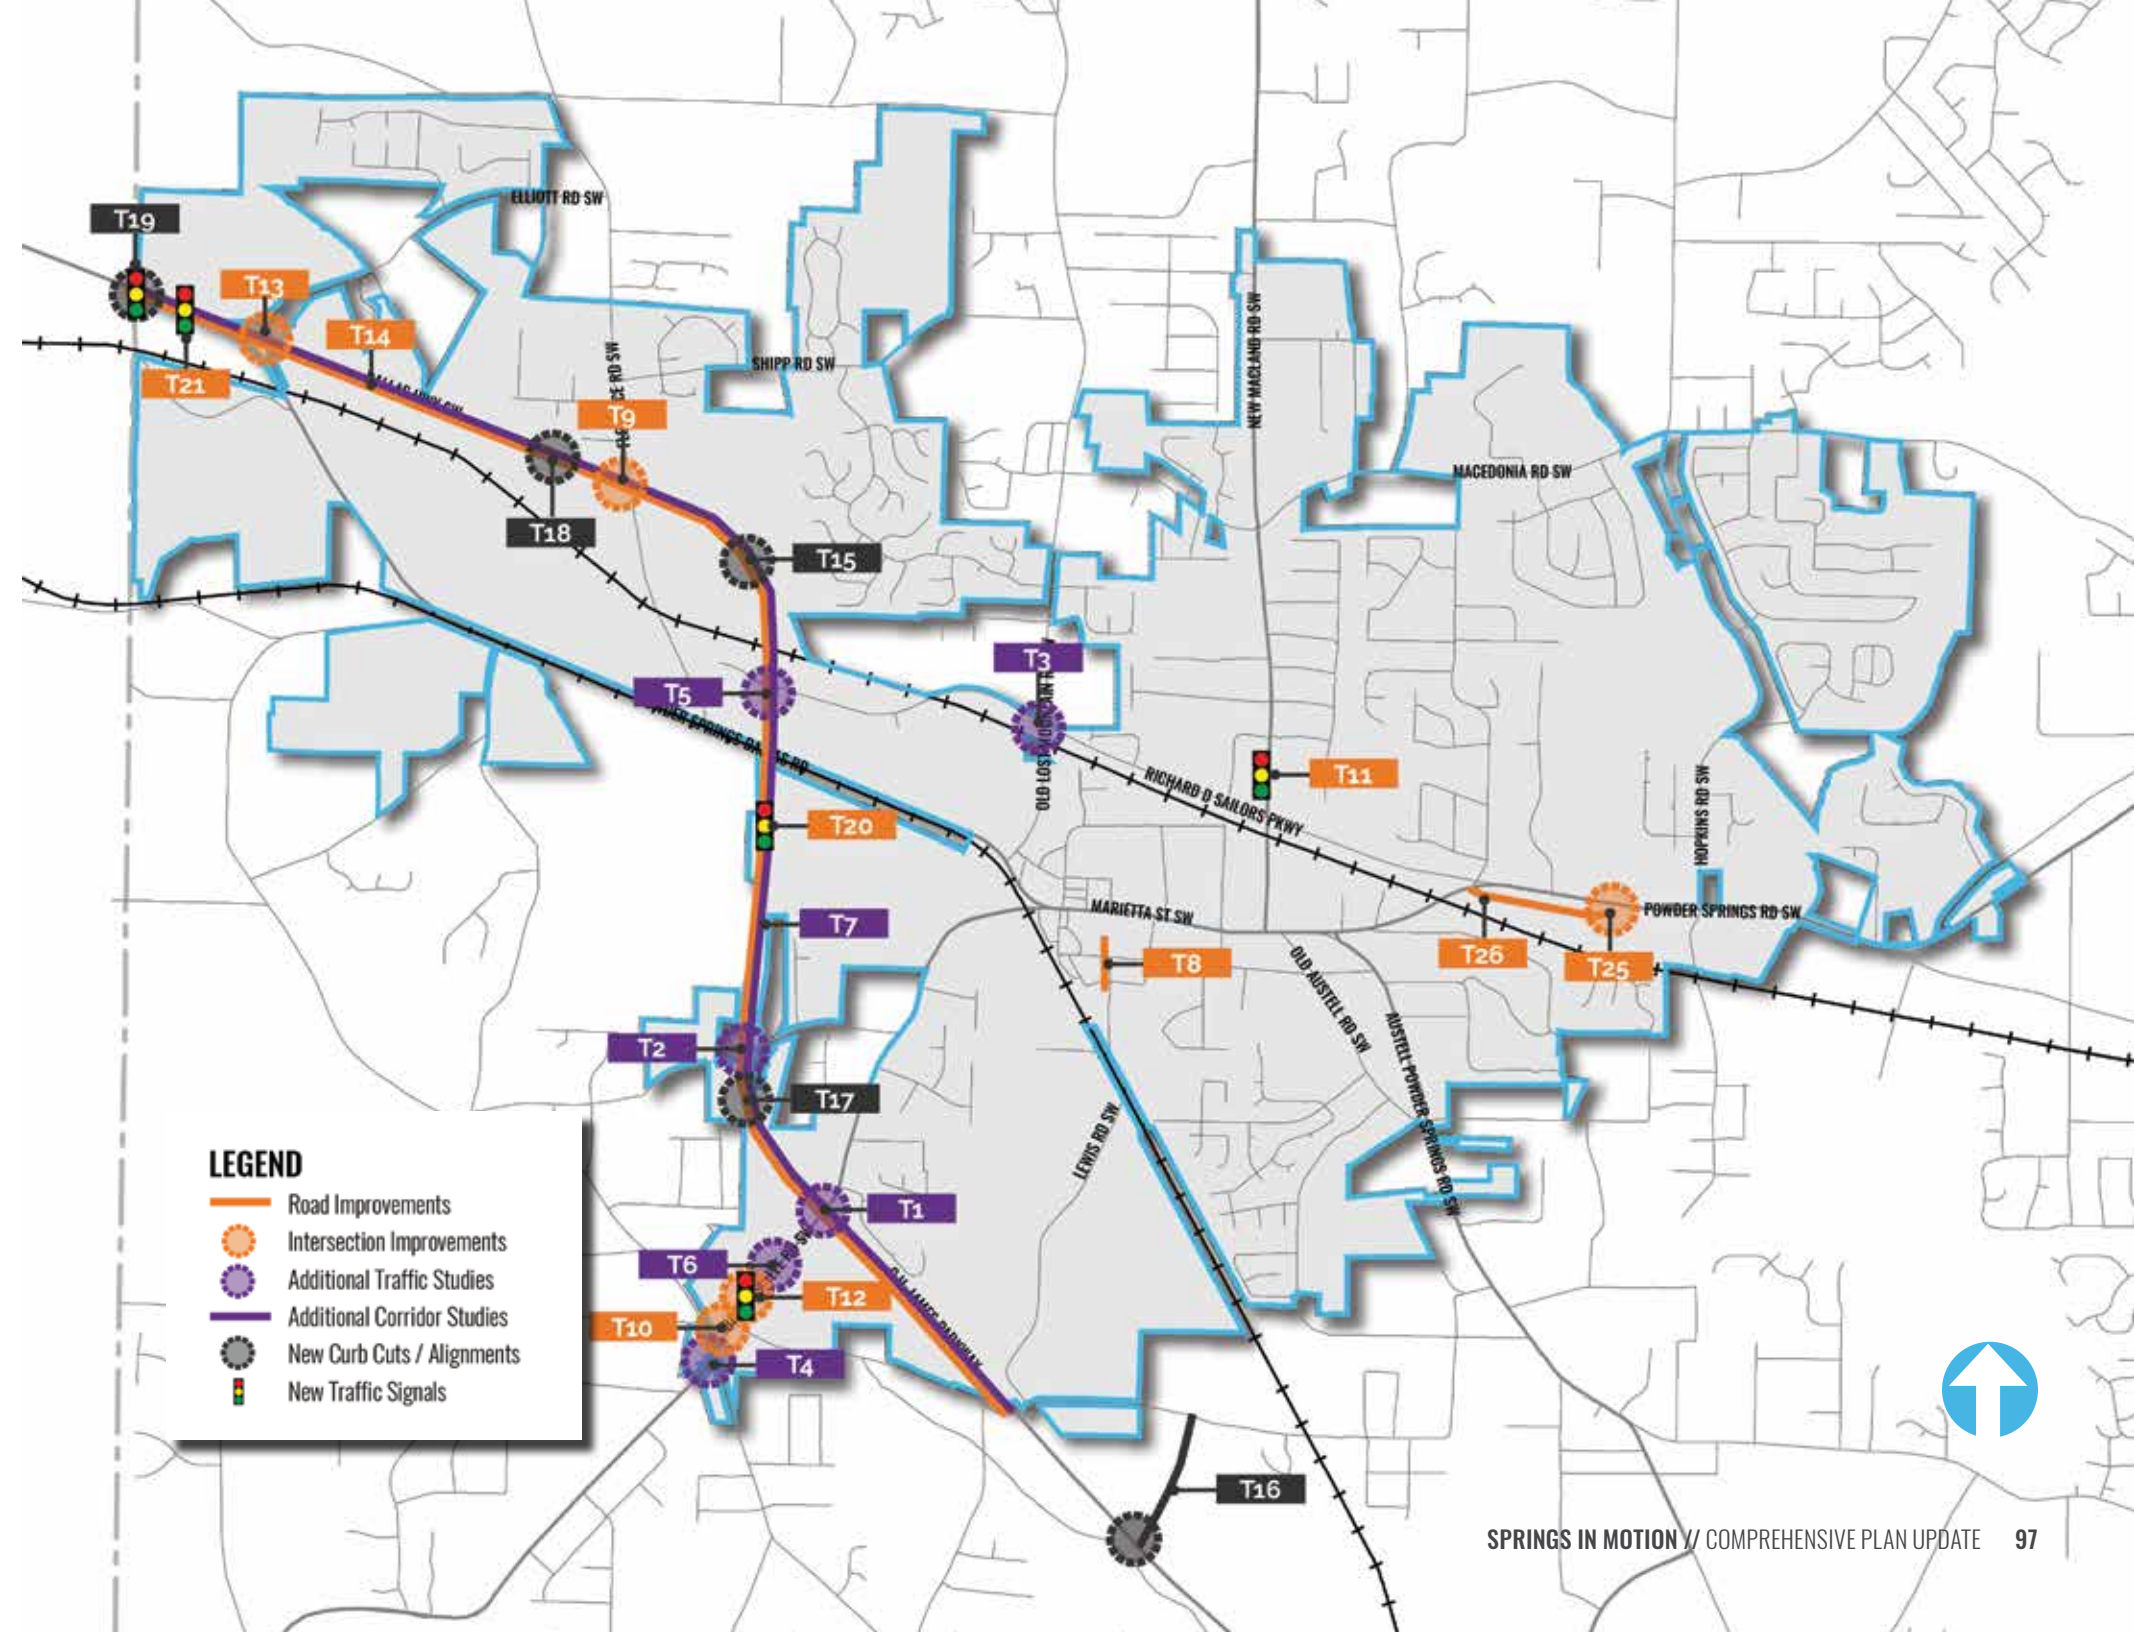 ELLIOTT RD SW
T19
T13
T14
SHIPP RD SW
T21
NEW MACLAND RD SW
T9
MACEDONIA RD SW
T18
T15
T3
T5
RICHARD D SAILORS PKWY
T11
HOPKINS RD SW
T20
MARIETTA ST SW
POWDER SPRINGS RD SW
T7
T26
T25
T8
OLD AUSTELL RD SW
T2
AUSTELL POWDER SPRINGS RD SW
T17
LEWIS RD SW
T1
T6
T12
T10
T4
T16
LEGEND
Road Improvements
Intersection Improvements
Additional Traffic Studies
Additional Corridor Studies
New Curb Cuts / Alignments
New Traffic Signals
SPRINGS IN MOTION // COMPREHENSIVE PLAN UPDATE 97